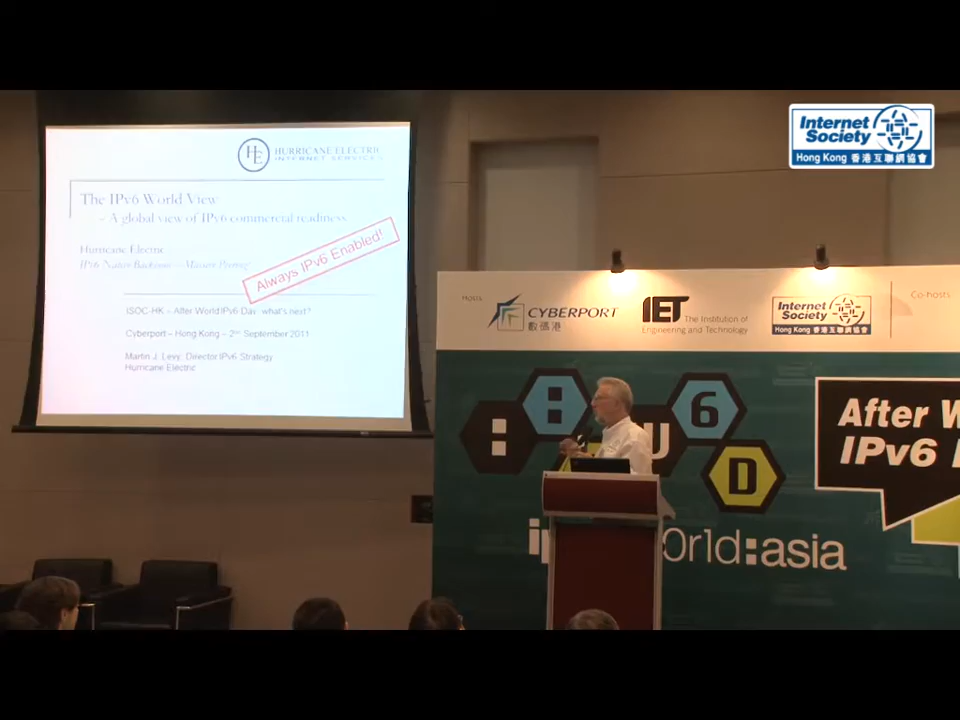 Internet
Society
Hong Kong 香港互聯網協會
HE HURRICANE ELECTRIC
INTERNET SERVICES
The IPv6 World View
– A global view of IPv6 commercial readiness
Hurricane Electric
IPv6 Native Backbone – Massive Peering
Always IPv6 Enabled!
ISOC-HK – After World IPv6 Day, what's next?
Cyberport – Hong Kong – 2nd September 2011
Martin J. Levy, Director IPv6 Strategy
Hurricane Electric
Hosts
CYBERPORT
數碼港
IET The Institution of
Engineering and Technology
Internet
Society
Hong Kong 香港互聯網協會
Co-hosts
6
D
After W
IPv6
orld:asia